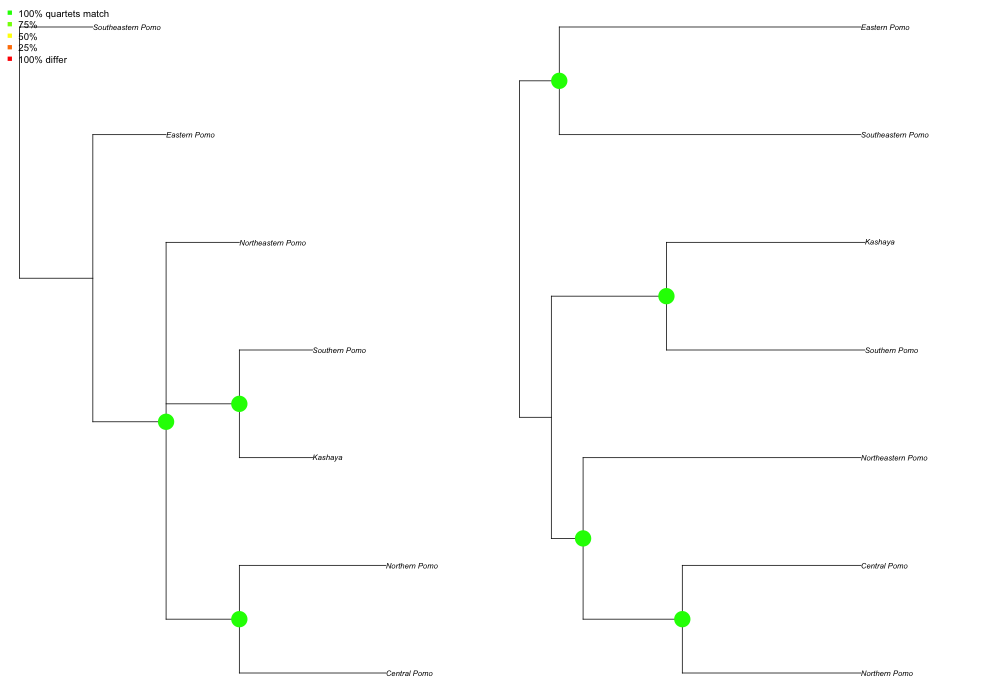 100% quartets match
75%
50%
25%
100% differ
Southeastern Pomo
Eastern Pomo
Northeastern Pomo
Southern Pomo
Kashaya
Northern Pomo
Central Pomo
Eastern Pomo
Southeastern Pomo
Kashaya
Southern Pomo
Northeastern Pomo
Central Pomo
Northern Pomo